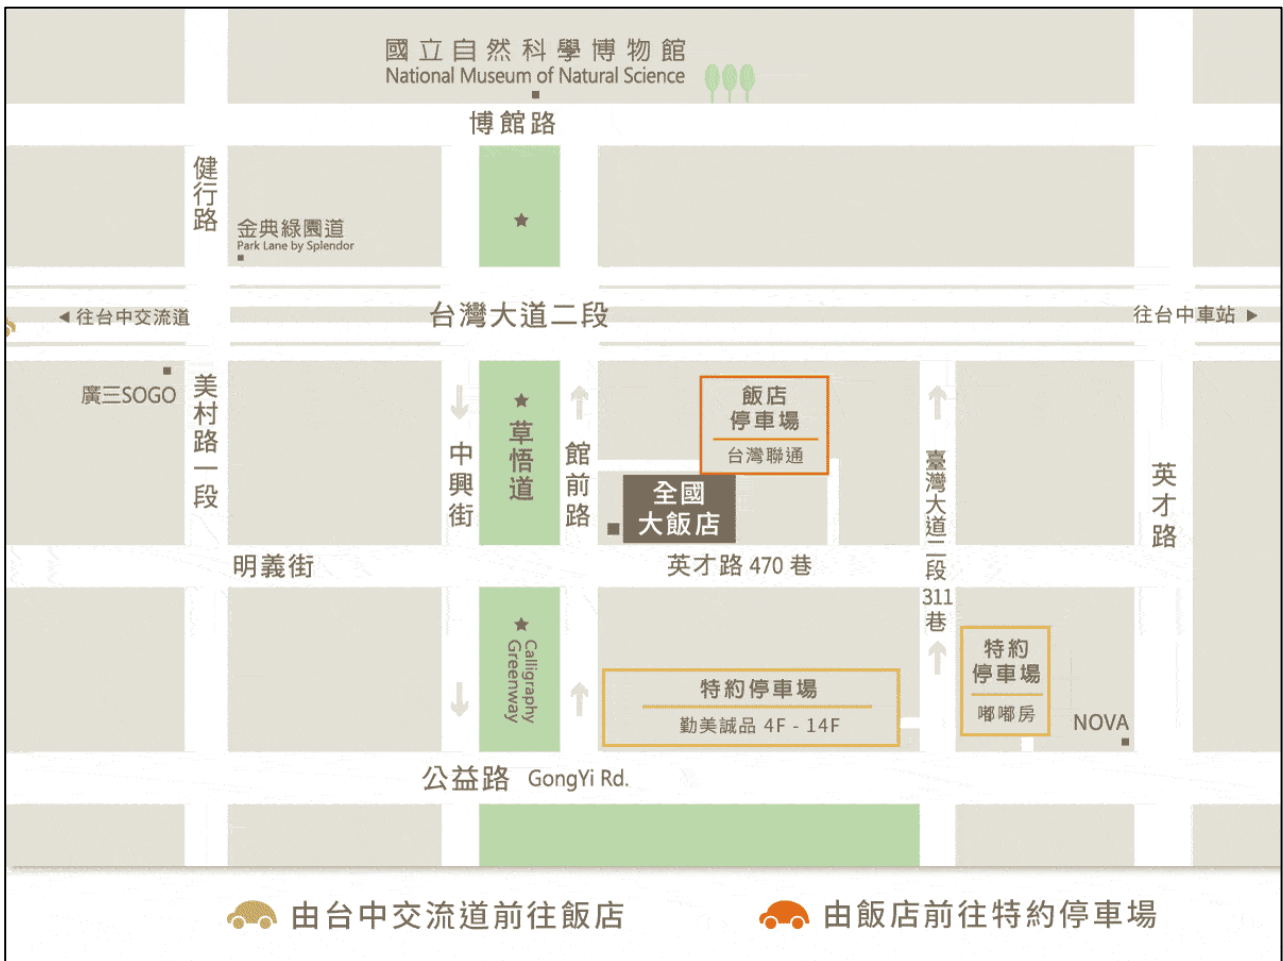 國立自然科學博物館
National Museum of Natural Science
博館路
健行路
金典綠園道
Park Lane by Splendor
往台中交流道
台灣大道二段
往台中車站
廣三SOGO
美村路一段
中興街
草悟道
館前路
飯店
停車場
台灣聯通
全國
大飯店
臺灣大道二段
311
巷
英才路
明義街
英才路 470 巷
Calligraphy
Greenway
特約停車場
勤美誠品 4F - 14F
特約
停車場
嘟嘟房
NOVA
公益路 GongYi Rd.
由台中交流道前往飯店
由飯店前往特約停車場